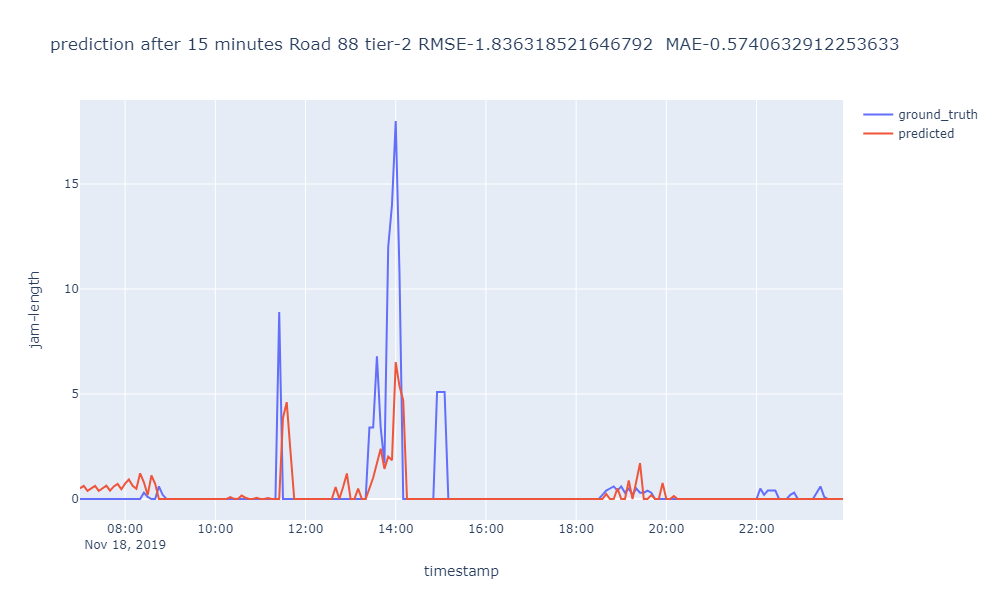 prediction after 15 minutes Road 88 tier-2 RMSE-1.836318521646792  MAE-0.5740632912253633
ground_truth
predicted
15
10
5
0
jam-length
08:00 10:00 12:00 14:00 16:00 18:00 20:00 22:00
Nov 18, 2019
timestamp